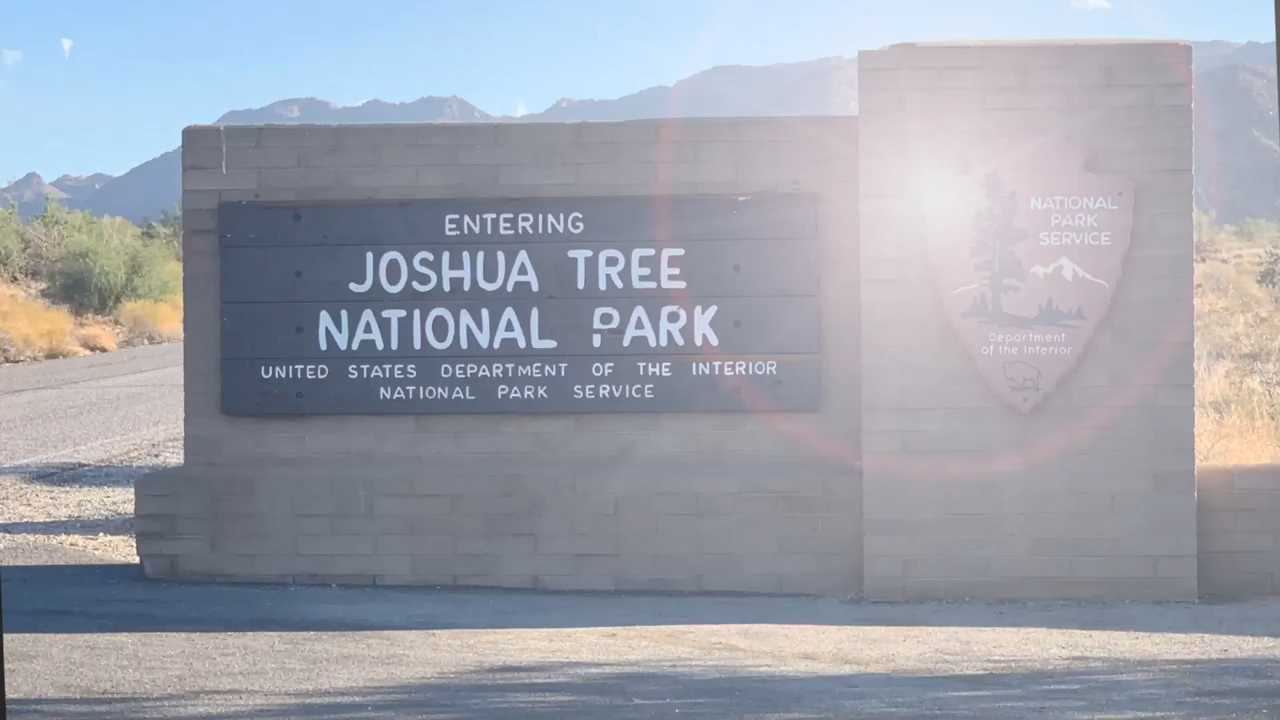 ENTERING
JOSHUA TREE
NATIONAL PARK
UNITED STATES DEPARTMENT OF THE INTERIOR
NATIONAL PARK SERVICE
NATIONAL
PARK
SERVICE
Department
of the Interior